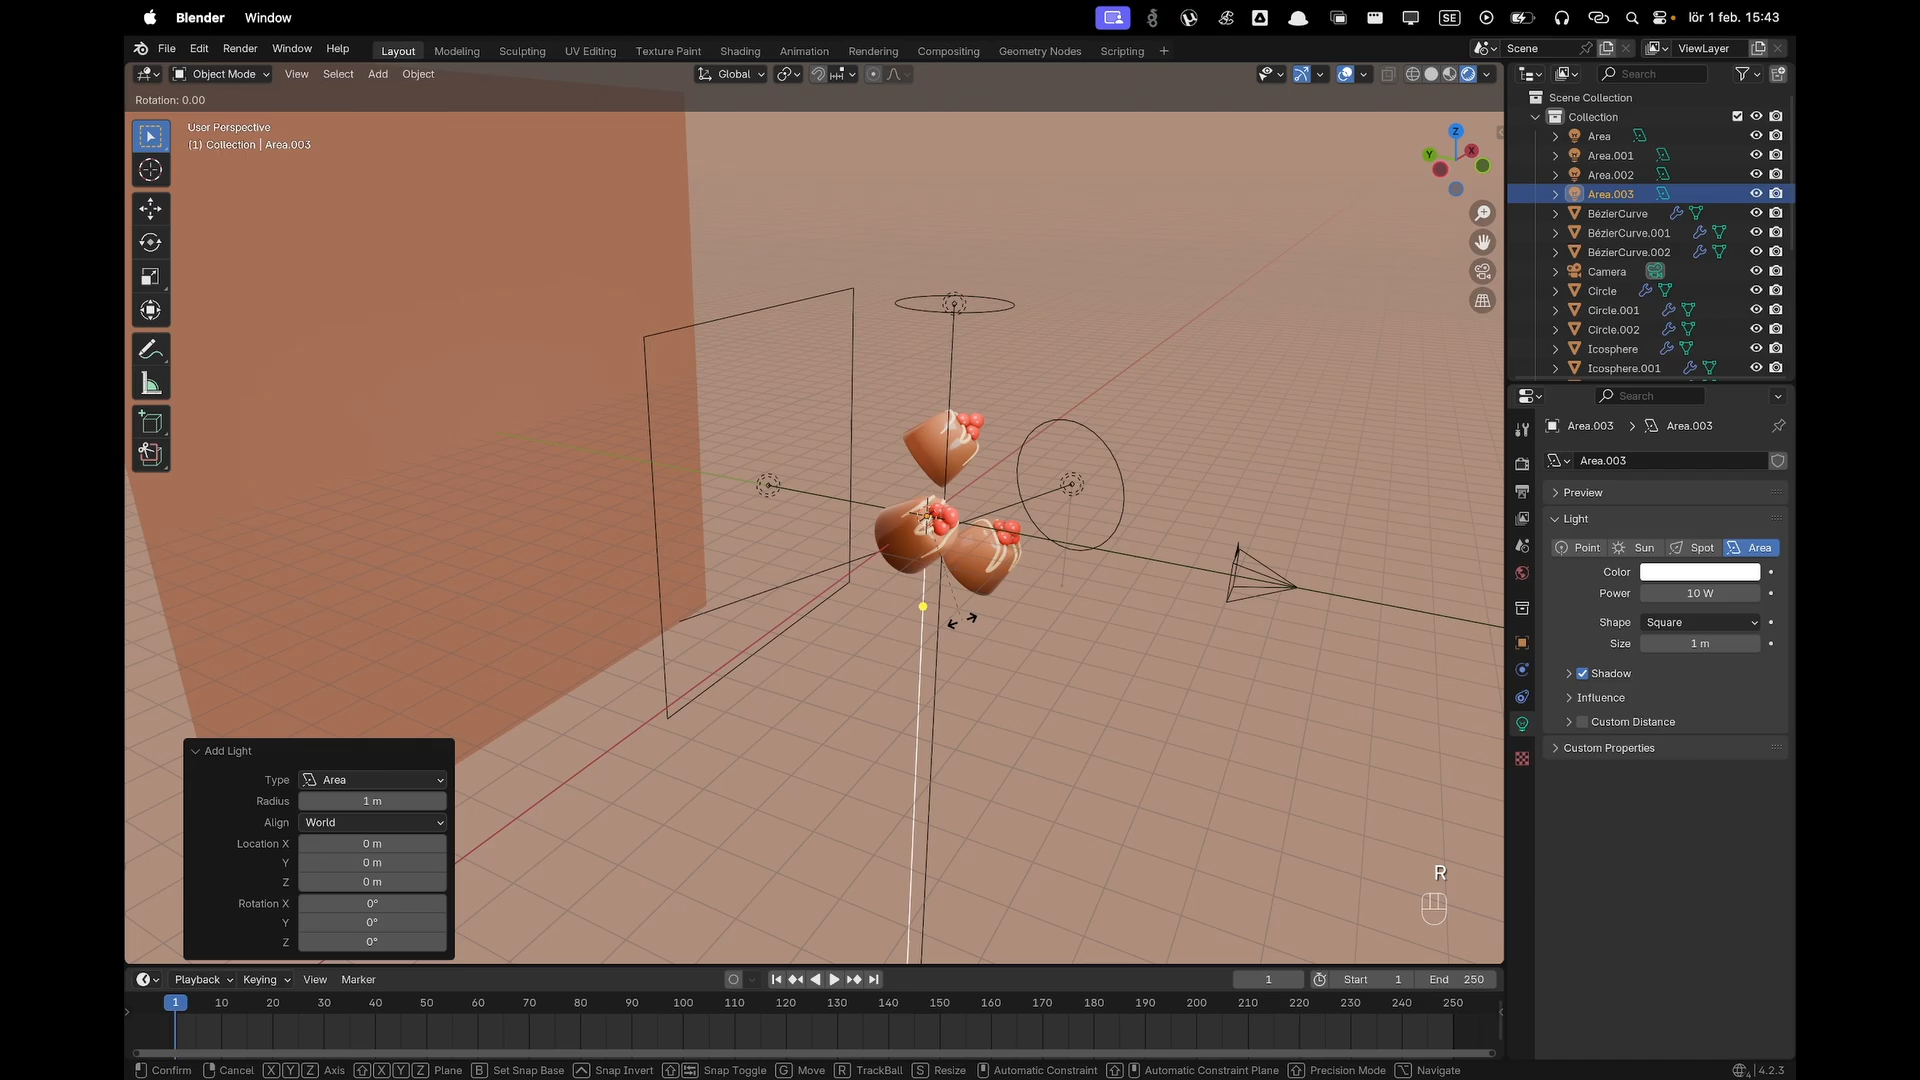 Blender Window
SE
lör 1 feb. 15:43
File Edit Render Window Help
Layout Modeling Sculpting UV Editing Texture Paint Shading Animation Rendering Compositing Geometry Nodes Scripting
Scene
ViewLayer
Object Mode View Select Add Object
Global
Search
Rotation: 0.00
User Perspective
(1) Collection | Area.003
Z
Y
X
Scene Collection
Collection
Area
Area.001
Area.002
Area.003
BézierCurve
BézierCurve.001
BézierCurve.002
Camera
Circle
Circle.001
Circle.002
Icosphere
Icosphere.001
Search
Area.003 > Area.003
Area.003
Preview
Light
Point Sun Spot Area
Color
Power 10 W
Shape Square
Size 1 m
Shadow
Influence
Custom Distance
Custom Properties
Add Light
Type Area
Radius 1 m
Align World
Location X 0 m
Y 0 m
Z 0 m
Rotation X 0°
Y 0°
Z 0°
R
Playback Keying View Marker
1
Start 1
End 250
1 10 20 30 40 50 60 70 80 90 100 110 120 130 140 150 160 170 180 190 200 210 220 230 240 250
Confirm Cancel X Y Z Axis X Y Z Plane B Set Snap Base Snap Invert Snap Toggle G Move R TrackBall S Resize Automatic Constraint Automatic Constraint Plane Precision Mode Navigate
4.2.3